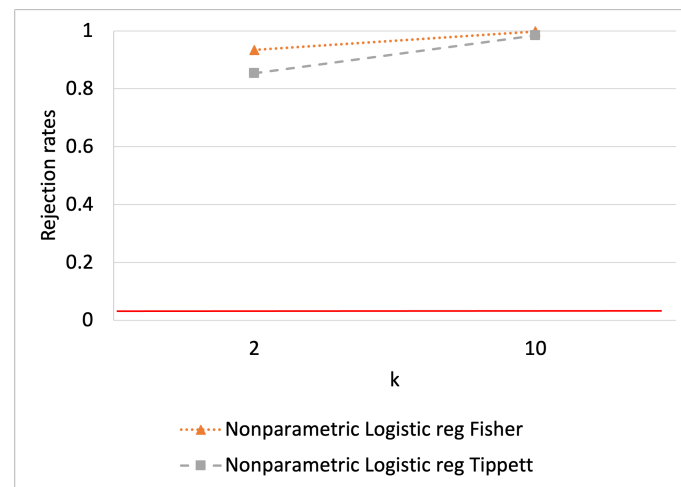 1
0.8
0.6
0.4
0.2
0
Rejection rates
2 10
k
Nonparametric Logistic reg Fisher
Nonparametric Logistic reg Tippett